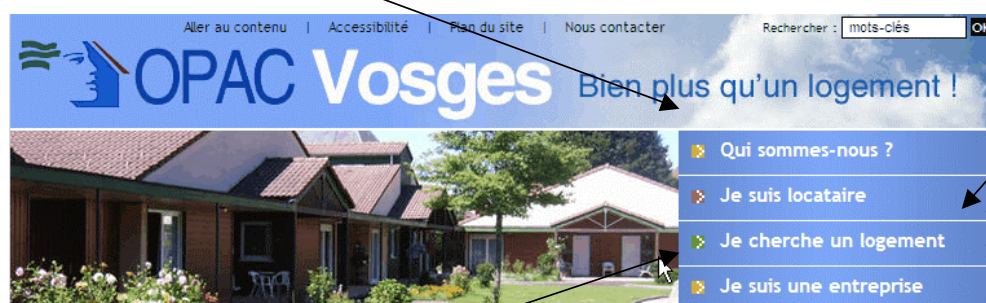 Aller au contenu | Accessibilité | Plan du site | Nous contacter Rechercher : mots-clés OK
OPAC Vosges Bien plus qu'un logement !
Qui sommes-nous ?
Je suis locataire
Je cherche un logement
Je suis une entreprise